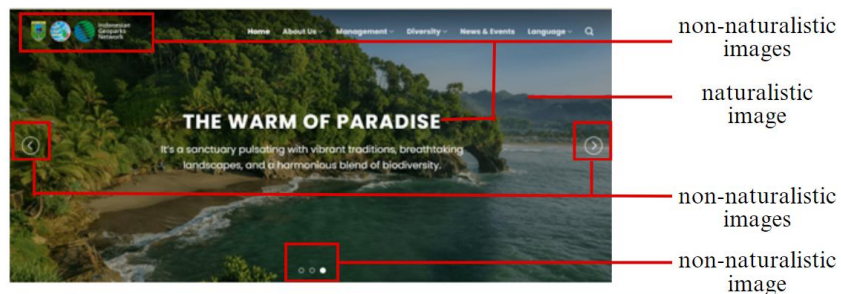 Indonesian
Geoparks
Network
Home About Us Management Diversity News & Events Language
THE WARM OF PARADISE
It's a sanctuary pulsating with vibrant traditions, breathtaking
landscapes, and a harmonious blend of biodiversity.
non-naturalistic
images
naturalistic
image
non-naturalistic
images
non-naturalistic
image